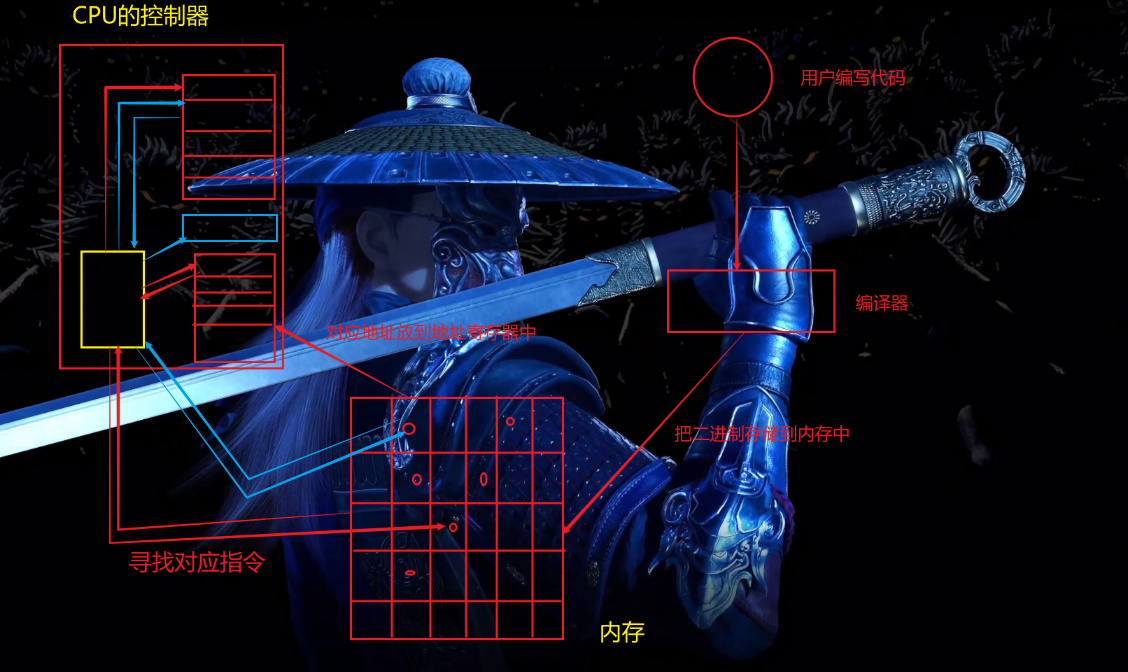 CPU的控制器
用户编写代码
编译器
对应地址放到地址寄存器中
把二进制存储到内存中
寻找对应指令
内存